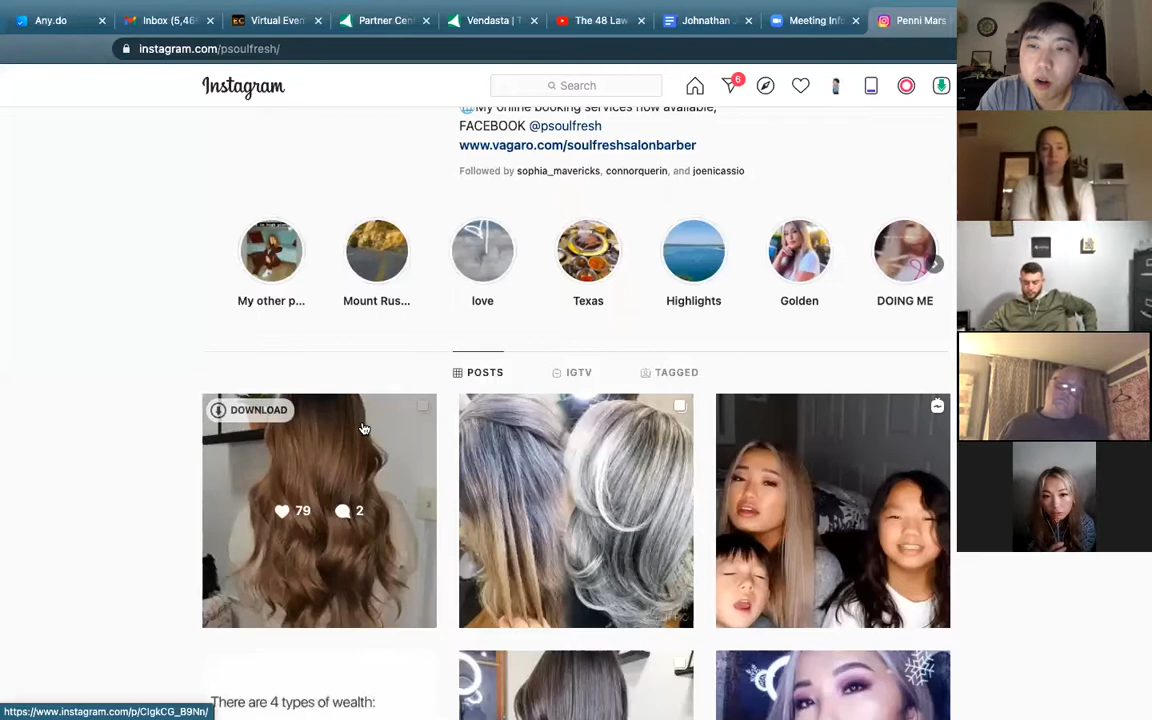 Any.do
Inbox (5,46
Virtual Even
Partner Cen
Vendasta | T
The 48 Law
Johnathan
Meeting Info
Penni Mars
instagram.com/psoulfresh/
Instagram
Search
6
My online booking services now available,
FACEBOOK @psoulfresh
www.vagaro.com/soulfreshsalonbarber
Followed by sophia_mavericks, connorquerin, and joenicassio
My other p...
Mount Rus...
love
Texas
Highlights
Golden
DOING ME
POSTS
IGTV
TAGGED
DOWNLOAD
79
2
There are 4 types of wealth:
https://www.instagram.com/p/CIgkCG_B9Nn/